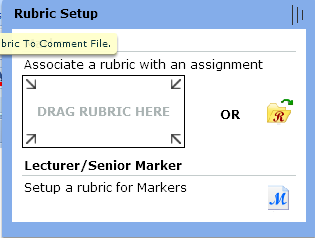 Rubric Setup
bric To Comment File.
Associate a rubric with an assignment
DRAG RUBRIC HERE
OR
R
Lecturer/Senior Marker
Setup a rubric for Markers
M